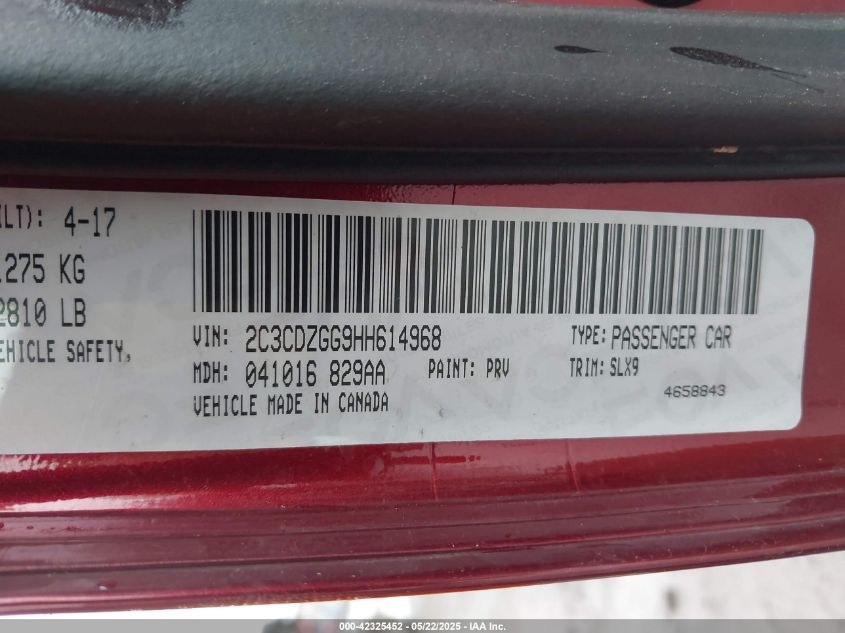 ILT): 4-17
.275 KG
2810 LB
EHICLE SAFETY,
VIN: 2C3CDZGG9HH614968
TYPE: PASSENGER CAR
MDH: 041016 829AA
PAINT: PRV
TRIM: SLX9
VEHICLE MADE IN CANADA
4658843
000-42325452 - 05/22/2025 - IAA Inc.